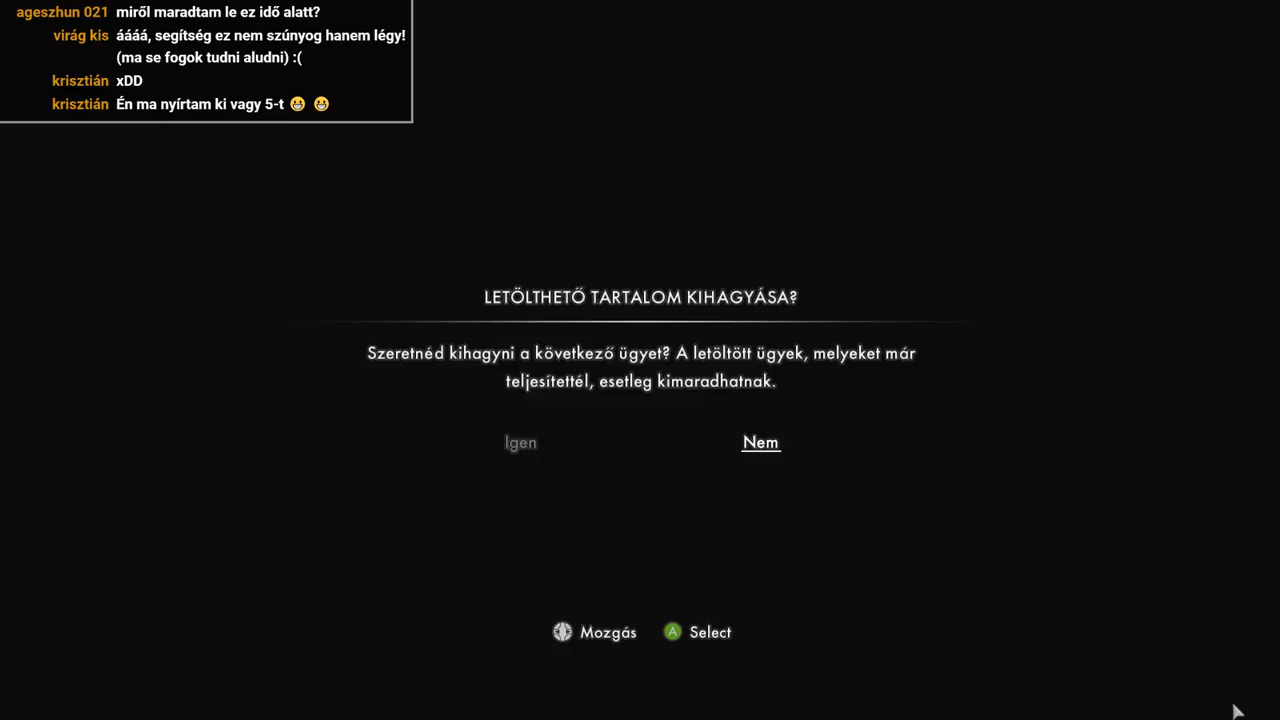 ageszhun 021 miről maradtam le ez idő alatt?
virág kis áááá, segítség ez nem szúnyog hanem légy!
(ma se fogok tudni aludni) :(
krisztián xDD
krisztián Én ma nyírtam ki vagy 5-t 😀 😀
LETÖLTHETŐ TARTALOM KIHAGYÁSA?
Szeretnéd kihagyni a következő ügyet? A letöltött ügyek, melyeket már
teljesítettél, esetleg kimaradhatnak.
Igen Nem
Mozgás A Select